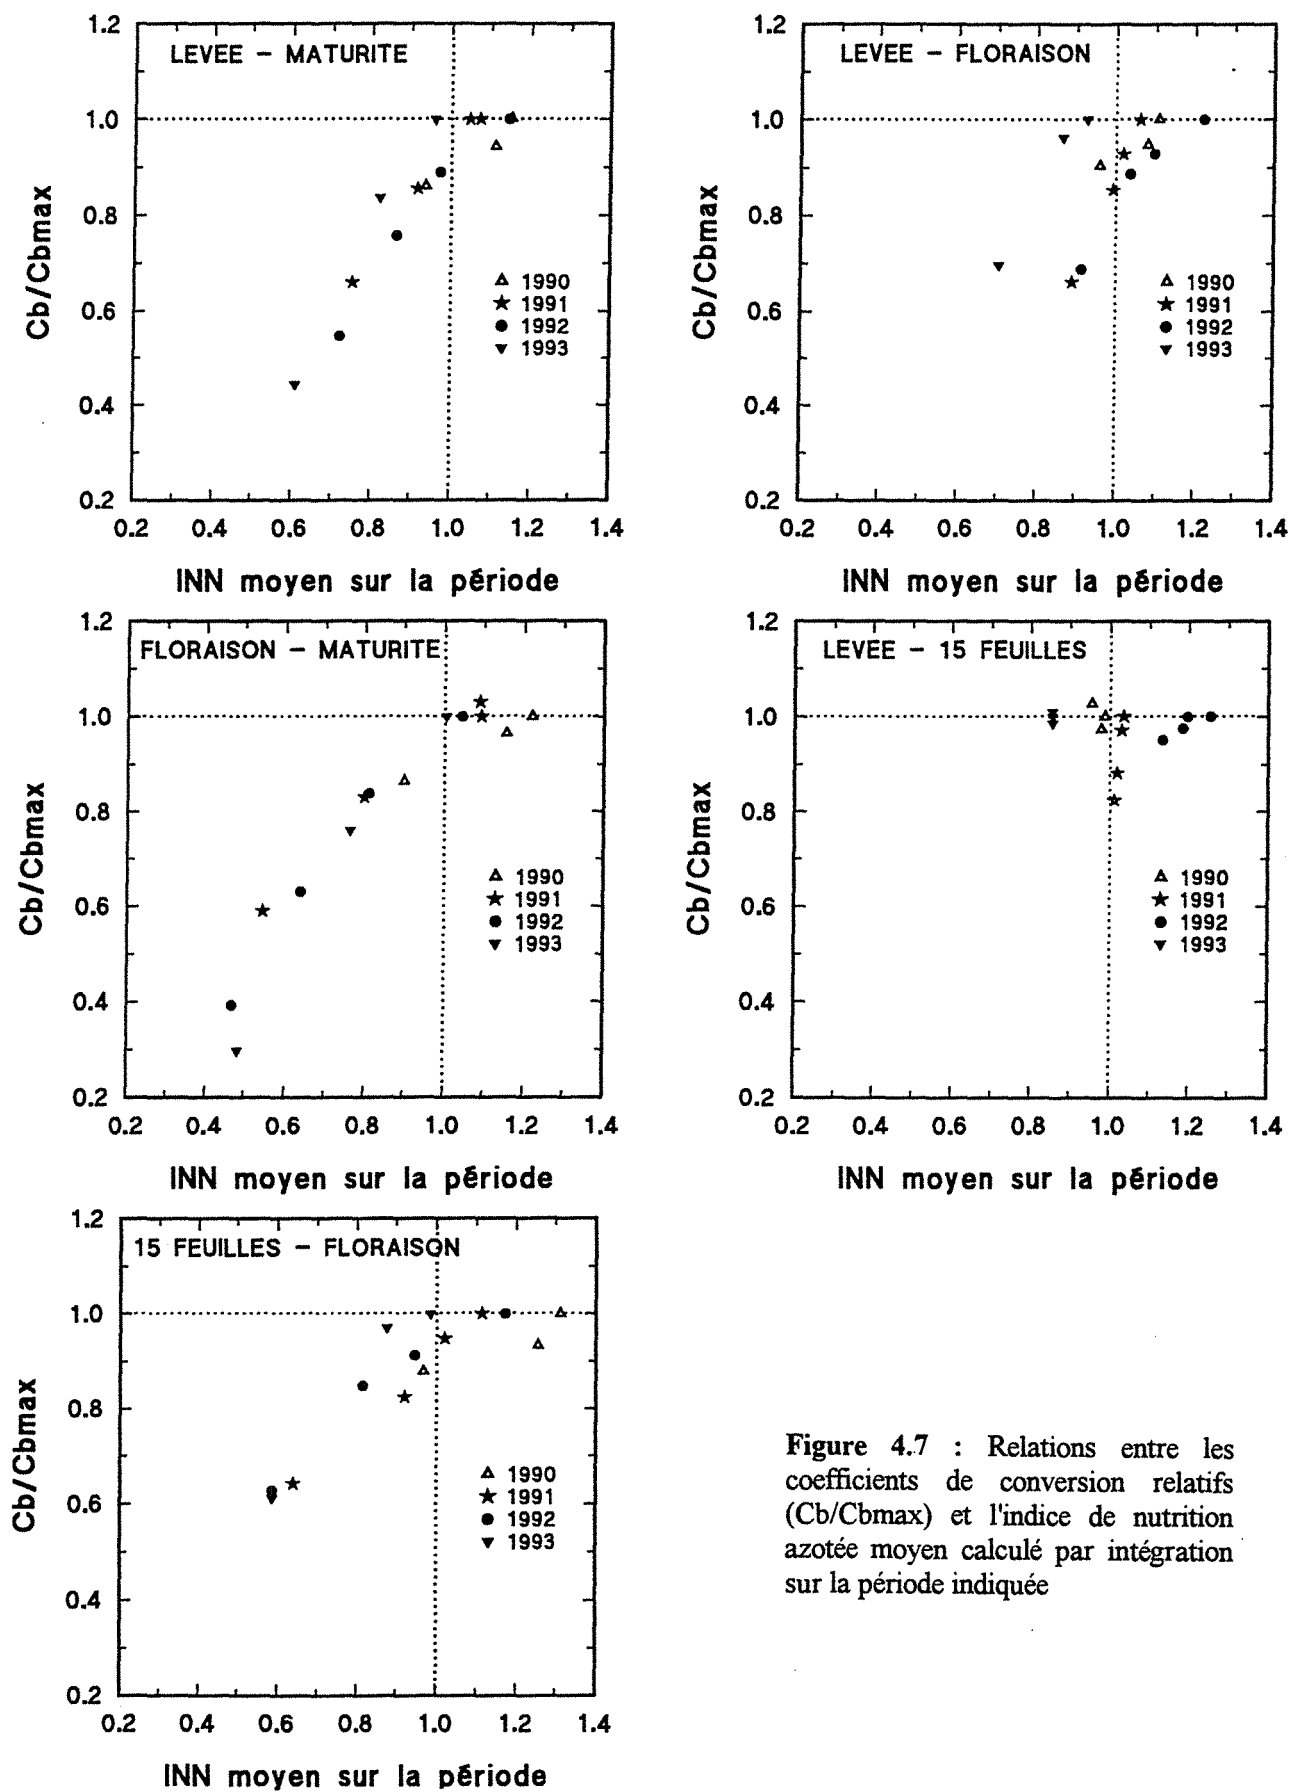 LEVEE – MATURITE
1.2
1.0
0.8
0.6
0.4
0.2
Cb/Cbmax
△ 1990
★ 1991
● 1992
▼ 1993
0.2 0.4 0.6 0.8 1.0 1.2 1.4
INN moyen sur la période
LEVEE – FLORAISON
1.2
1.0
0.8
0.6
0.4
0.2
Cb/Cbmax
△ 1990
★ 1991
● 1992
▼ 1993
0.2 0.4 0.6 0.8 1.0 1.2 1.4
INN moyen sur la période
FLORAISON – MATURITE
1.2
1.0
0.8
0.6
0.4
0.2
Cb/Cbmax
△ 1990
★ 1991
● 1992
▼ 1993
0.2 0.4 0.6 0.8 1.0 1.2 1.4
INN moyen sur la période
LEVEE – 15 FEUILLES
1.2
1.0
0.8
0.6
0.4
0.2
Cb/Cbmax
△ 1990
★ 1991
● 1992
▼ 1993
0.2 0.4 0.6 0.8 1.0 1.2 1.4
INN moyen sur la période
15 FEUILLES – FLORAISON
1.2
1.0
0.8
0.6
0.4
0.2
Cb/Cbmax
△ 1990
★ 1991
● 1992
▼ 1993
0.2 0.4 0.6 0.8 1.0 1.2 1.4
INN moyen sur la période
Figure 4.7 : Relations entre les
coefficients de conversion relatifs
(Cb/Cbmax) et l'indice de nutrition
azotée moyen calculé par intégration
sur la période indiquée